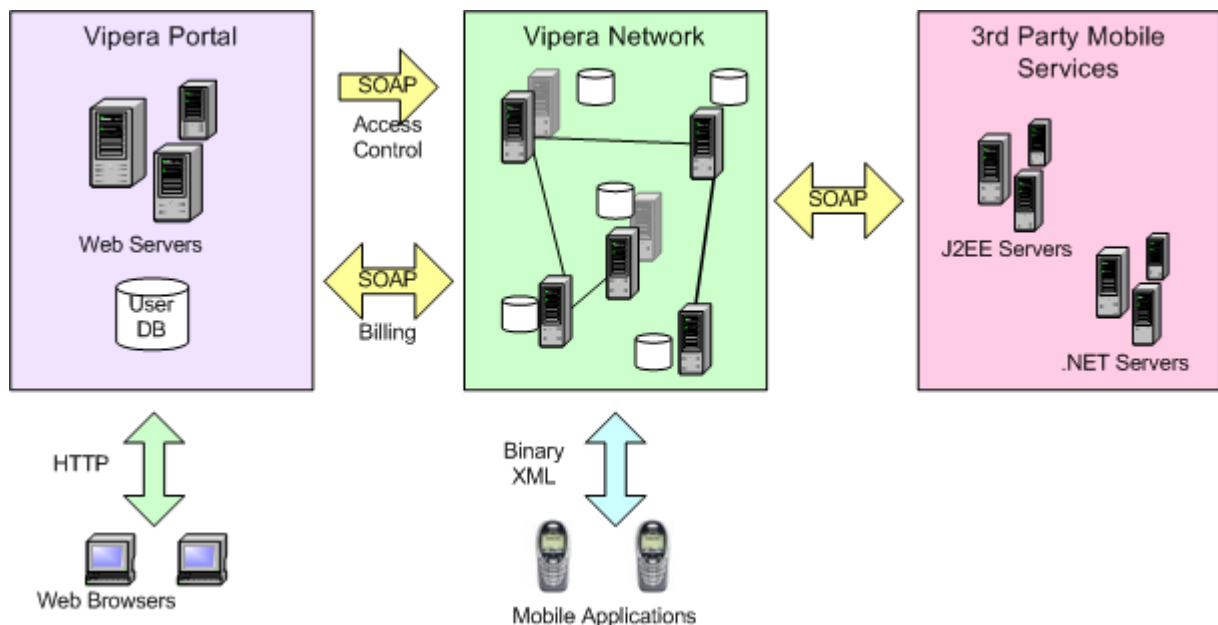 Vipera Portal
Web Servers
User
DB
SOAP
Access
Control
SOAP
Billing
Vipera Network
SOAP
3rd Party Mobile
Services
J2EE Servers
.NET Servers
HTTP
Web Browsers
Binary
XML
Mobile Applications